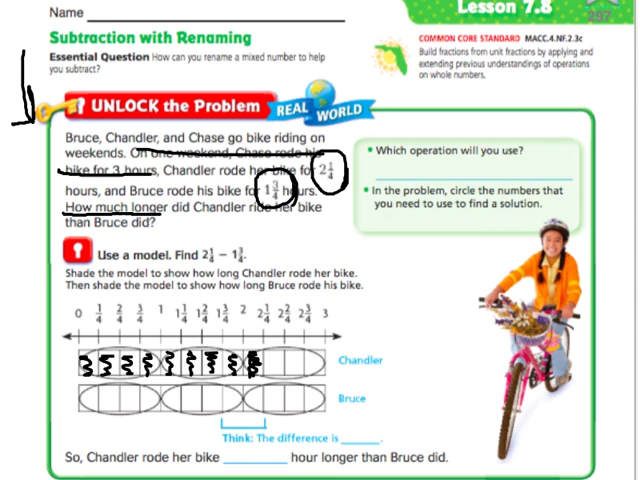 Name
Lesson 7.8
297
Subtraction with Renaming
Essential Question How can you rename a mixed number to help
you subtract?
COMMON CORE STANDARD MACC.4.NF.2.3c
Build fractions from unit fractions by applying and
extending previous understandings of operations
on whole numbers.
UNLOCK the Problem REAL WORLD
Bruce, Chandler, and Chase go bike riding on
weekends. On one weekend, Chase rode his
bike for 3 hours, Chandler rode her bike for 2 1/4
hours, and Bruce rode his bike for 1 3/4 hours.
How much longer did Chandler ride her bike
than Bruce did?
• Which operation will you use?
• In the problem, circle the numbers that
you need to use to find a solution.
Use a model. Find 2 1/4 − 1 3/4.
Shade the model to show how long Chandler rode her bike.
Then shade the model to show how long Bruce rode his bike.
0 1/4 2/4 3/4 1 1 1/4 1 2/4 1 3/4 2 2 1/4 2 2/4 2 3/4 3
Chandler
Bruce
Think: The difference is ______.
So, Chandler rode her bike ________ hour longer than Bruce did.